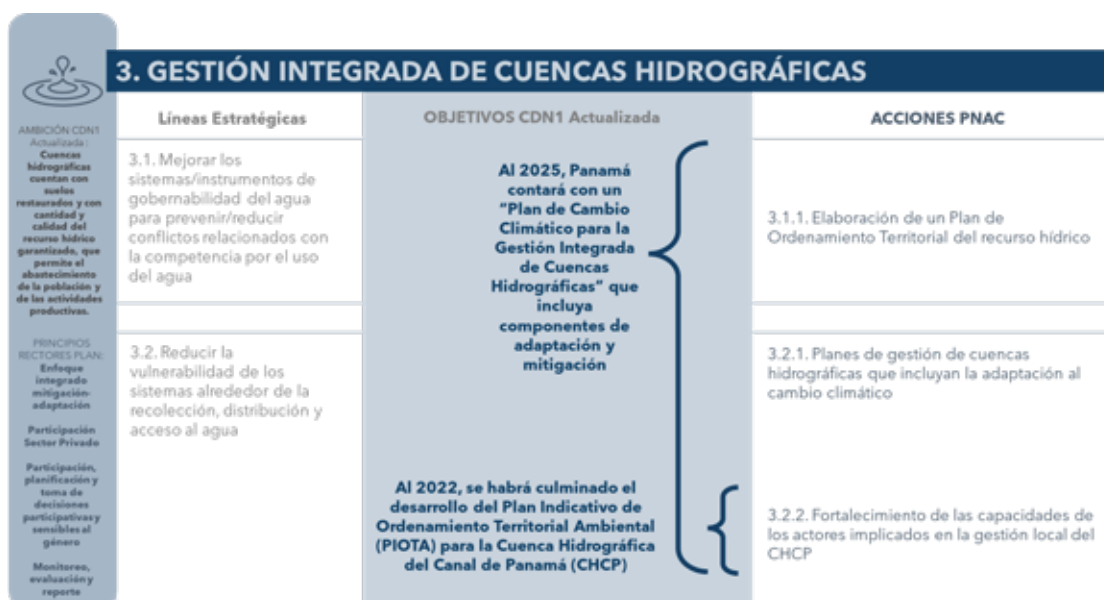 3. GESTIÓN INTEGRADA DE CUENCAS HIDROGRÁFICAS
AMBICIÓN CDN1
Actualizada:
Cuencas
hidrográficas
cuentan con
suelos
restaurados y con
cantidad y
calidad del
recurso hídrico
garantizado, que
permite el
abastecimiento
de la población y
de las actividades
productivas.
PRINCIPIOS
RECTORES PLAN:
Enfoque
integrado
mitigación-
adaptación
Participación
Sector Privado
Participación,
planificación y
toma de
decisiones
participativas y
sensibles al
género
Monitoreo,
evaluación y
reporte
Líneas Estratégicas
3.1. Mejorar los
sistemas/instrumentos de
gobernabilidad del agua
para prevenir/reducir
conflictos relacionados con
la competencia por el uso
del agua
3.2. Reducir la
vulnerabilidad de los
sistemas alrededor de la
recolección, distribución y
acceso al agua
OBJETIVOS CDN1 Actualizada
Al 2025, Panamá
contará con un
"Plan de Cambio
Climático para la
Gestión Integrada
de Cuencas
Hidrográficas" que
incluya
componentes de
adaptación y
mitigación
Al 2022, se habrá culminado el
desarrollo del Plan Indicativo de
Ordenamiento Territorial Ambiental
(PIOTA) para la Cuenca Hidrográfica
del Canal de Panamá (CHCP)
ACCIONES PNAC
3.1.1. Elaboración de un Plan de
Ordenamiento Territorial del recurso hídrico
3.2.1. Planes de gestión de cuencas
hidrográficas que incluyan la adaptación al
cambio climático
3.2.2. Fortalecimiento de las capacidades de
los actores implicados en la gestión local del
CHCP